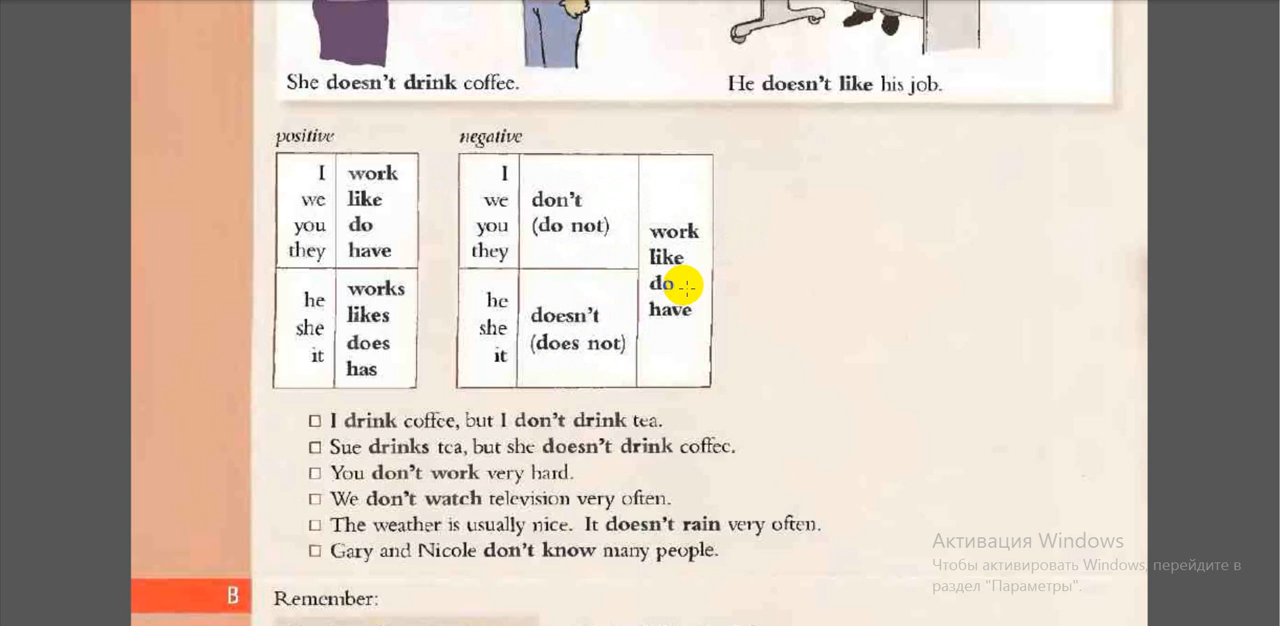 She doesn't drink coffee.
He doesn't like his job.
positive
negative
I
we
you
they
work
like
do
have
he
she
it
works
likes
does
has
I
we
you
they
don't
(do not)
he
she
it
doesn't
(does not)
work
like
do
have
I drink coffee, but I don't drink tea.
Sue drinks tea, but she doesn't drink coffee.
You don't work very hard.
We don't watch television very often.
The weather is usually nice. It doesn't rain very often.
Gary and Nicole don't know many people.
B
Remember:
Активация Windows
Чтобы активировать Windows, перейдите в
раздел "Параметры".